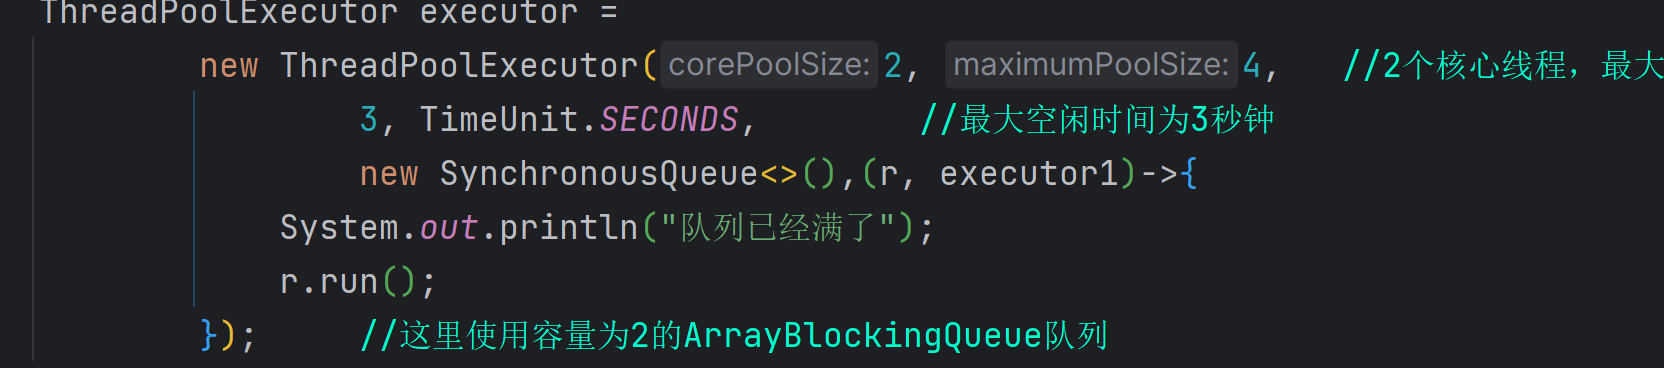 ThreadPoolExecutor executor =
new ThreadPoolExecutor( corePoolSize: 2, maximumPoolSize: 4, //2个核心线程，最大
3, TimeUnit.SECONDS, //最大空闲时间为3秒钟
new SynchronousQueue<>(),(r, executor1)->{
System.out.println("队列已经满了");
r.run();
}); //这里使用容量为2的ArrayBlockingQueue队列